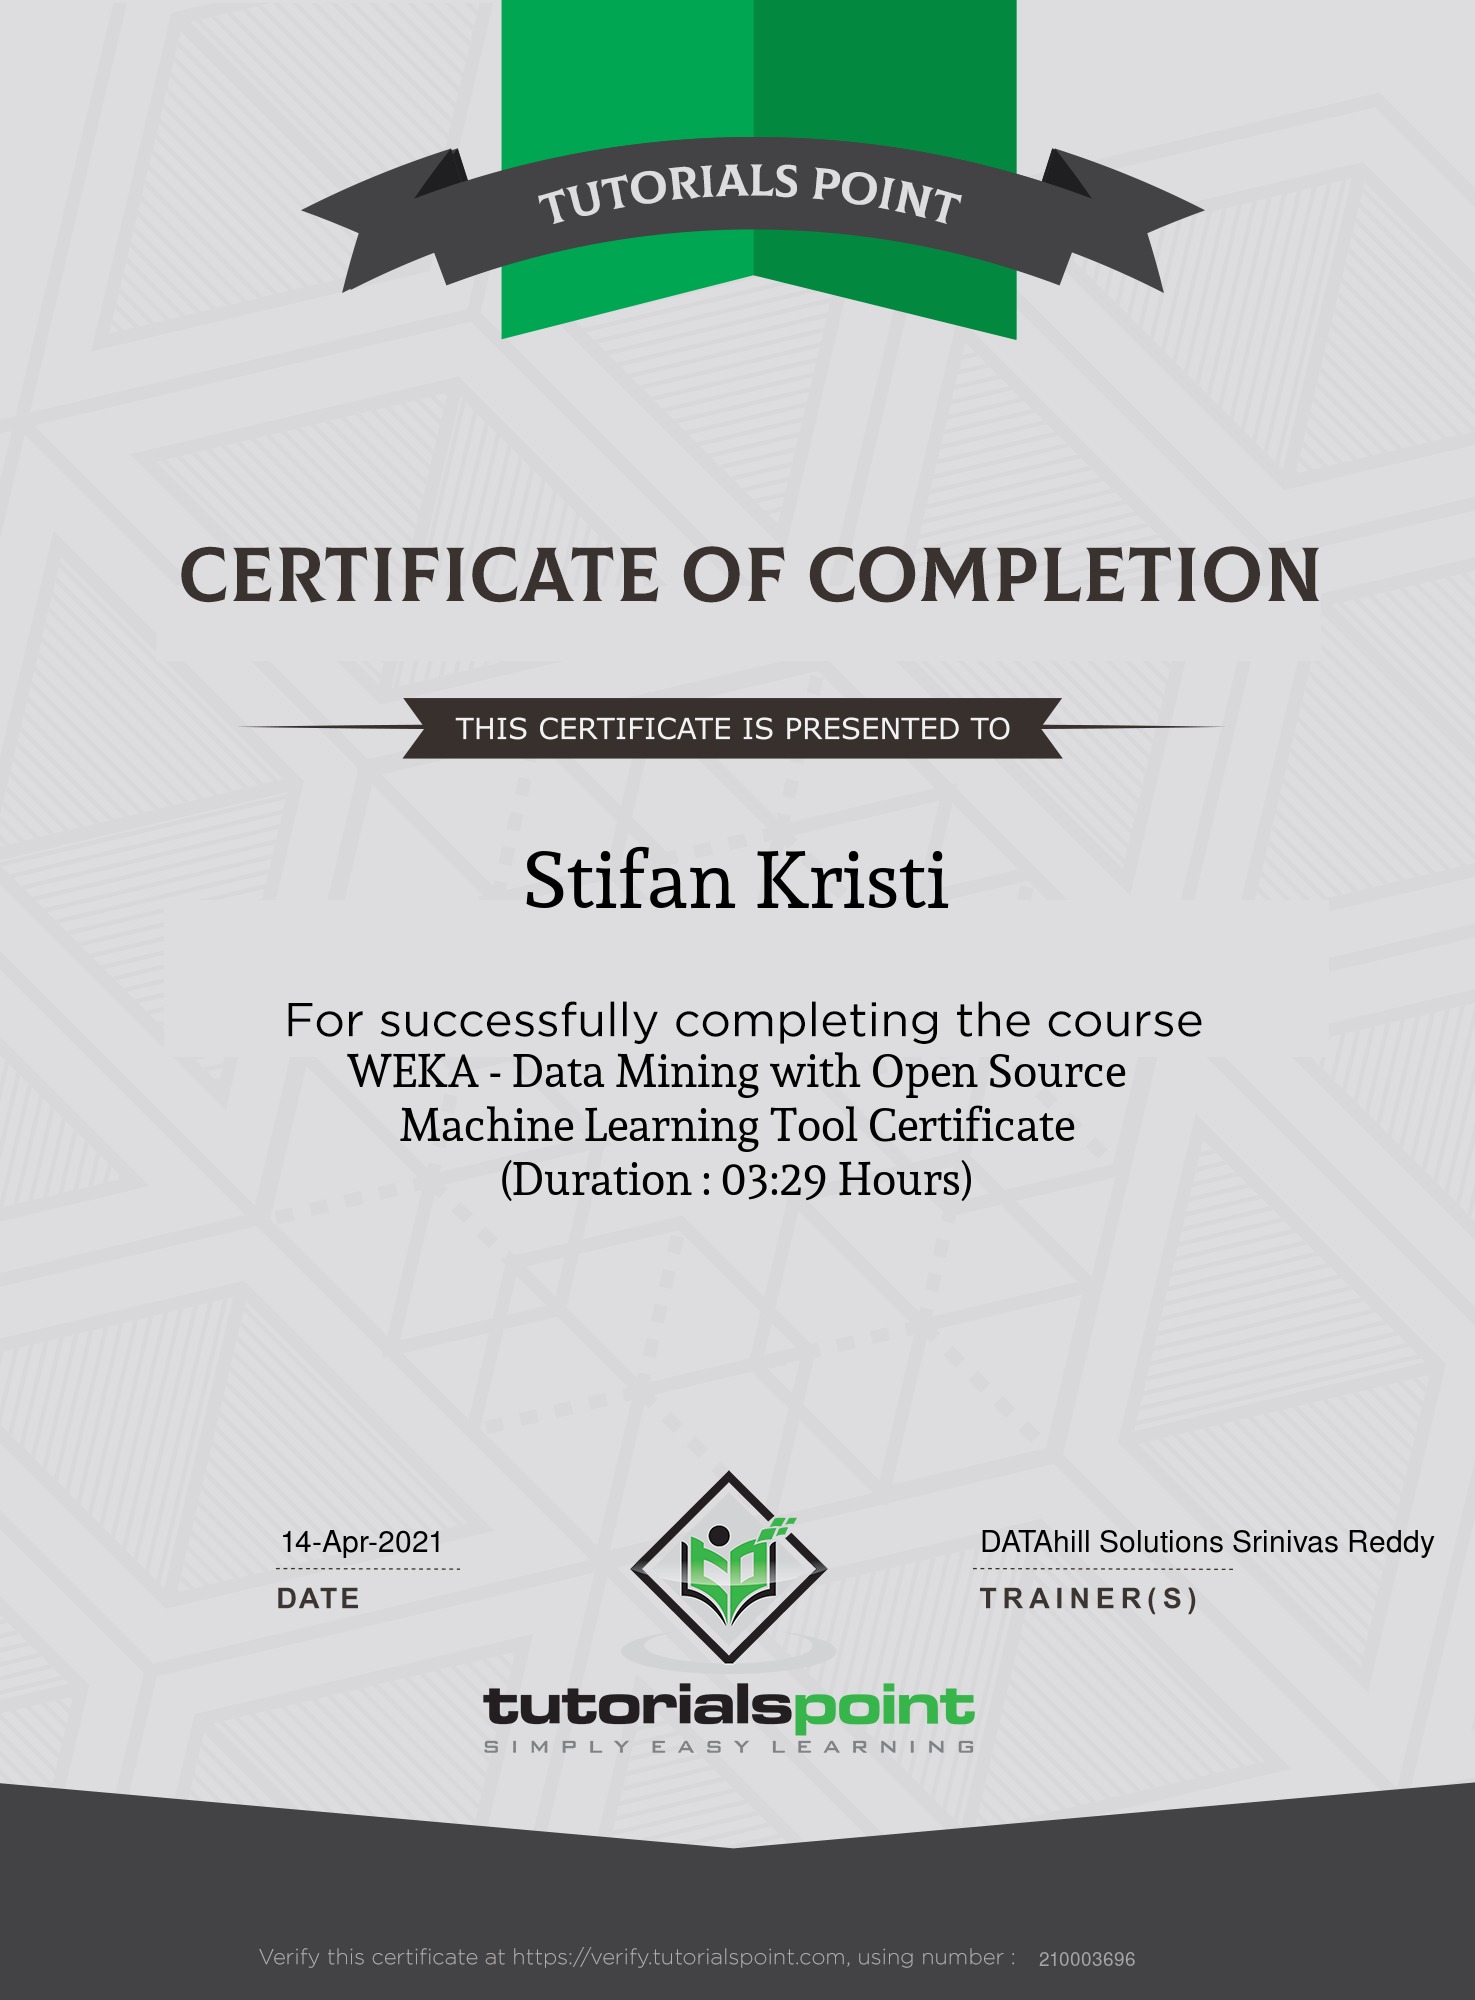 TUTORIALS POINT
CERTIFICATE OF COMPLETION
THIS CERTIFICATE IS PRESENTED TO
Stifan Kristi
For successfully completing the course
WEKA - Data Mining with Open Source
Machine Learning Tool Certificate
(Duration : 03:29 Hours)
14-Apr-2021
DATE
DATAhill Solutions Srinivas Reddy
TRAINER(S)
tutorialspoint
SIMPLY EASY LEARNING
Verify this certificate at https://verify.tutorialspoint.com, using number : 210003696